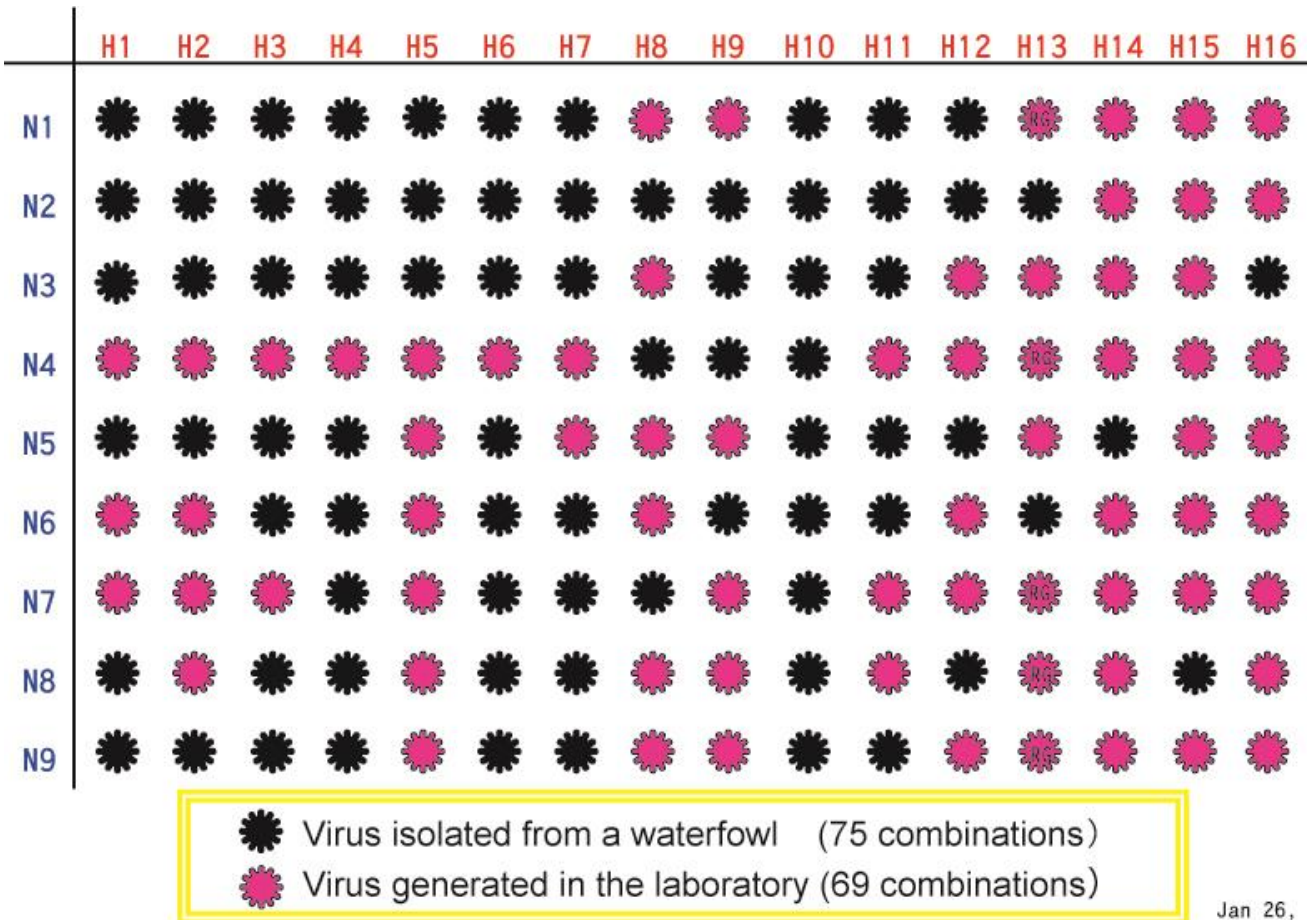 H1 H2 H3 H4 H5 H6 H7 H8 H9 H10 H11 H12 H13 H14 H15 H16
N1 RG
N2
N3
N4 RG
N5
N6
N7 RG
N8 RG
N9 RG
Virus isolated from a waterfowl (75 combinations)
Virus generated in the laboratory (69 combinations)
Jan 26,